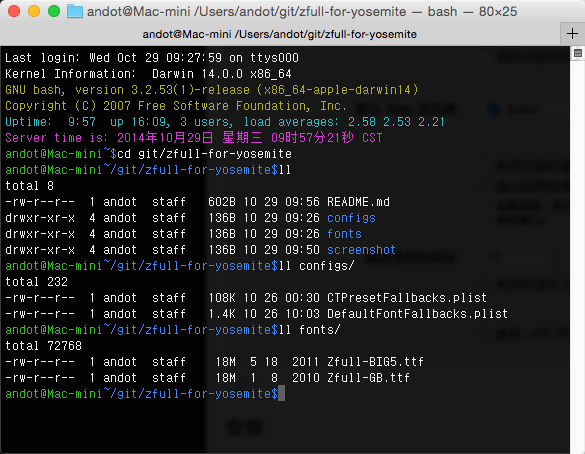 andot@Mac-mini /Users/andot/git/zfull-for-yosemite — bash — 80×25
andot@Mac-mini /Users/andot/git/zfull-for-yosemite
Last login: Wed Oct 29 09:27:59 on ttys000
Kernel Information:  Darwin 14.0.0 x86_64
GNU bash, version 3.2.53(1)-release (x86_64-apple-darwin14)
Copyright (C) 2007 Free Software Foundation, Inc.
Uptime:  9:57  up 16:09, 3 users, load averages: 2.58 2.53 2.21
Server time is: 2014年10月29日 星期三 09时57分21秒 CST
andot@Mac-mini~$cd git/zfull-for-yosemite
andot@Mac-mini~/git/zfull-for-yosemite$ll
total 8
-rw-r--r--  1 andot  staff   602B 10 29 09:56 README.md
drwxr-xr-x  4 andot  staff   136B 10 29 09:26 configs
drwxr-xr-x  4 andot  staff   136B 10 29 09:26 fonts
drwxr-xr-x  4 andot  staff   136B 10 29 09:50 screenshot
andot@Mac-mini~/git/zfull-for-yosemite$ll configs/
total 232
-rw-r--r--  1 andot  staff   108K 10 26 00:30 CTPresetFallbacks.plist
-rw-r--r--  1 andot  staff   1.4K 10 26 10:03 DefaultFontFallbacks.plist
andot@Mac-mini~/git/zfull-for-yosemite$ll fonts/
total 72768
-rw-r--r--  1 andot  staff    18M  5 18  2011 Zfull-BIG5.ttf
-rw-r--r--  1 andot  staff    18M  1  8  2010 Zfull-GB.ttf
andot@Mac-mini~/git/zfull-for-yosemite$